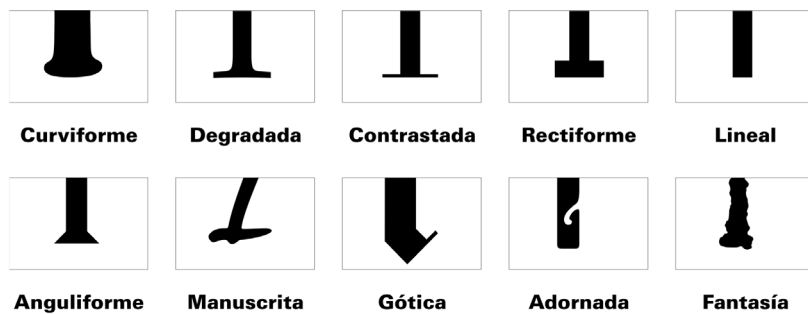 Curviforme Degradada Contrastada Rectiforme Lineal
Anguliforme Manuscrita Gótica Adornada Fantasía